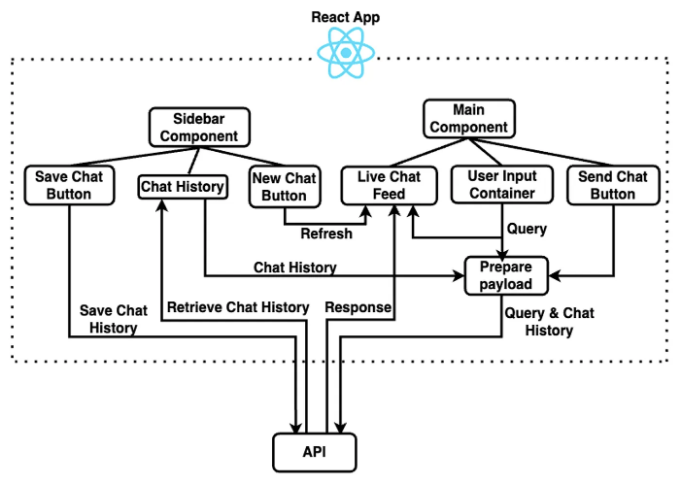 React App
Sidebar
Component
Main
Component
Save Chat
Button
Chat History
New Chat
Button
Live Chat
Feed
User Input
Container
Send Chat
Button
Refresh
Query
Chat History
Prepare
payload
Save Chat
History
Retrieve Chat History
Response
Query & Chat
History
API